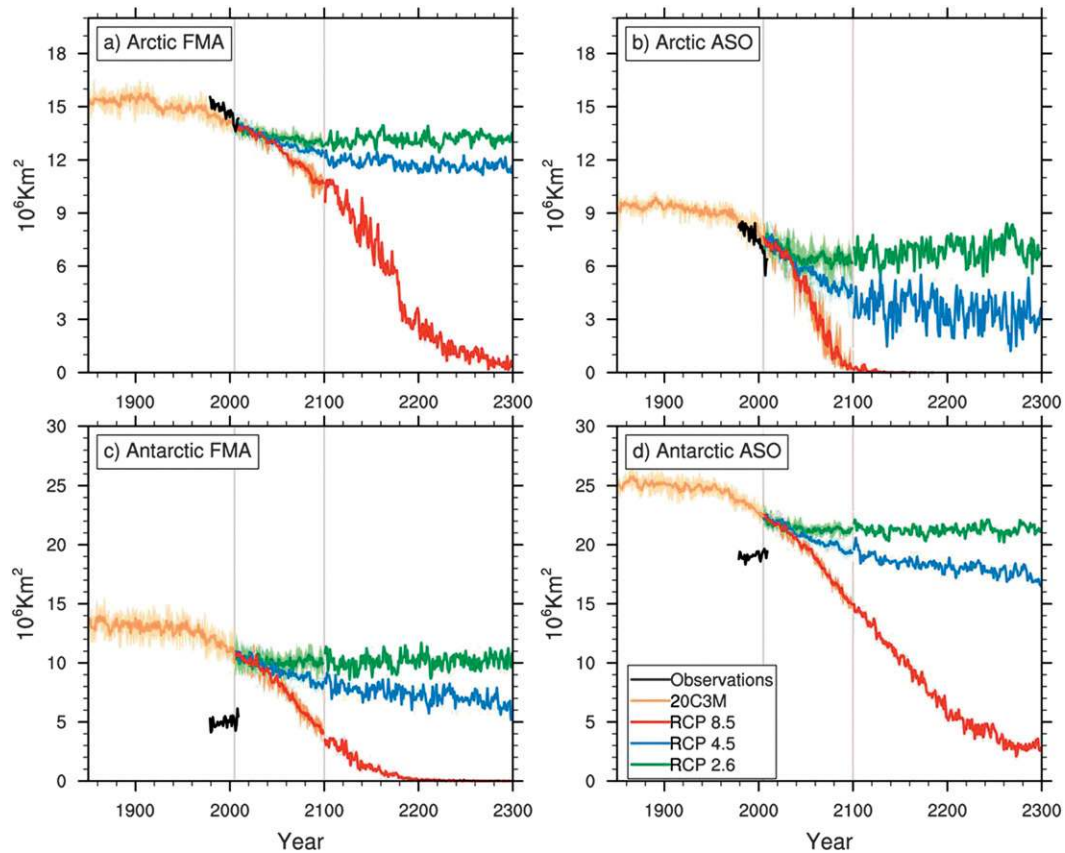 a) Arctic FMA
10⁶Km²
18
15
12
9
6
3
0
1900 2000 2100 2200 2300
b) Arctic ASO
10⁶Km²
18
15
12
9
6
3
0
1900 2000 2100 2200 2300
c) Antarctic FMA
10⁶Km²
30
25
20
15
10
5
0
1900 2000 2100 2200 2300
Year
d) Antarctic ASO
10⁶Km²
30
25
20
15
10
5
0
Observations
20C3M
RCP 8.5
RCP 4.5
RCP 2.6
1900 2000 2100 2200 2300
Year